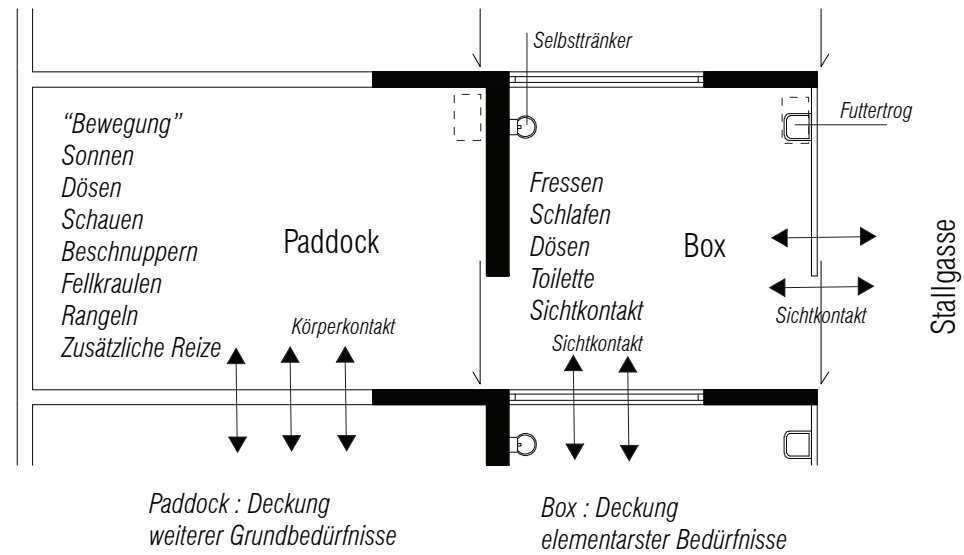 Selbsttränker
Futtertrog
“Bewegung”
Sonnen
Dösen
Schauen
Beschnuppern
Fellkraulen
Rangeln
Zusätzliche Reize
Paddock
Körperkontakt
Fressen
Schlafen
Dösen
Toilette
Sichtkontakt
Box
Sichtkontakt
Sichtkontakt
Stallgasse
Paddock : Deckung
weiterer Grundbedürfnisse
Box : Deckung
elementarster Bedürfnisse